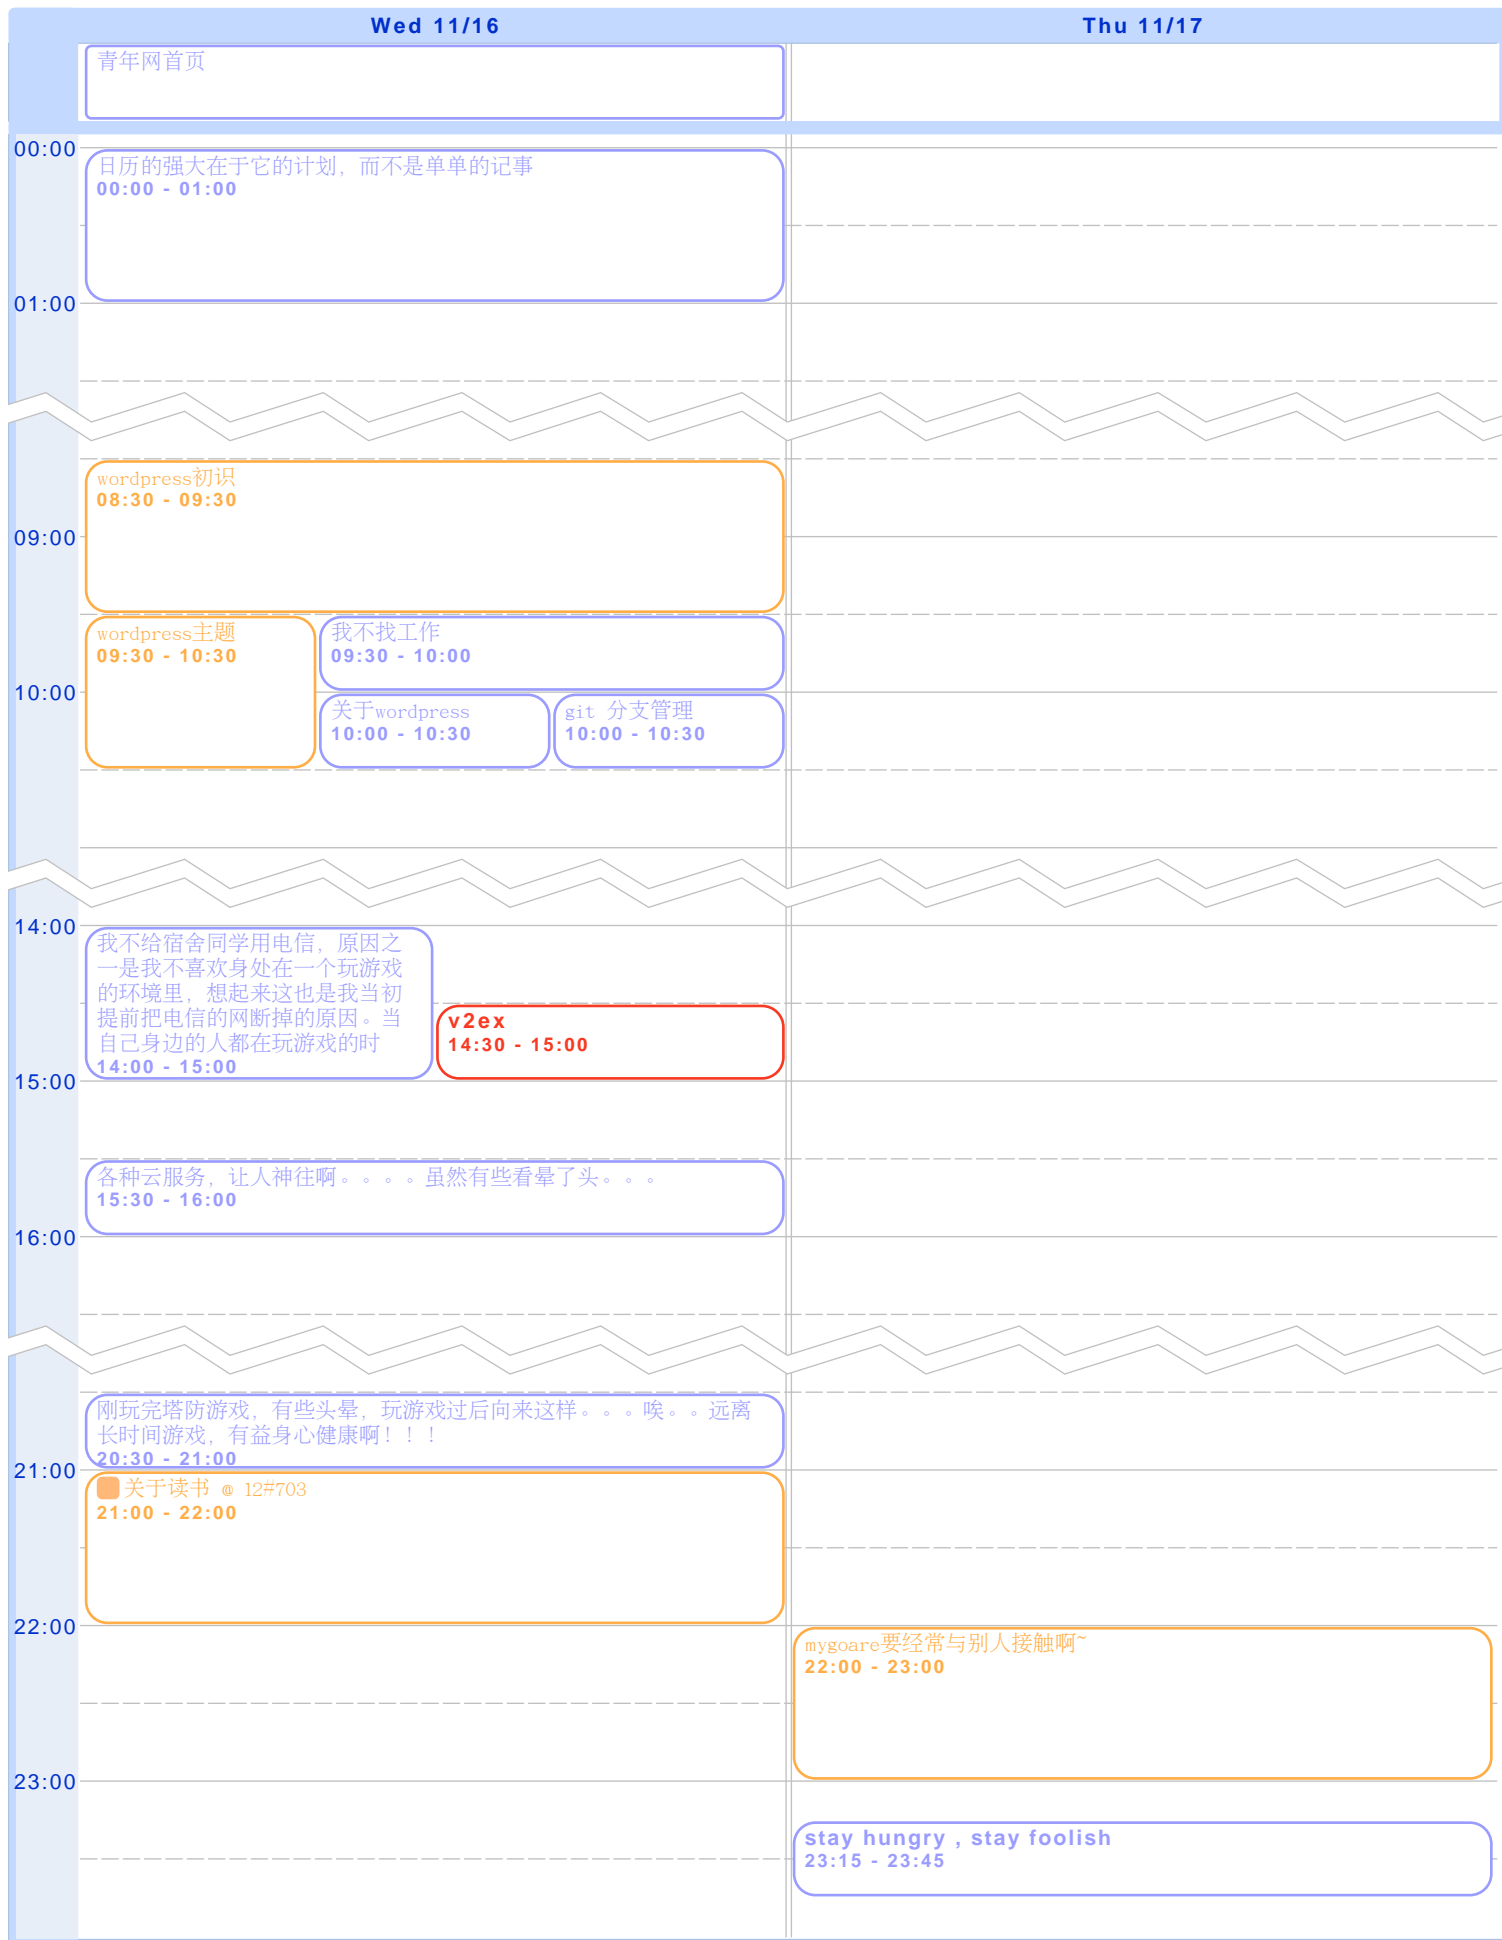 Wed 11/16
Thu 11/17
青年网首页
00:00
日历的强大在于它的计划，而不是单单的记事
00:00 - 01:00
01:00
wordpress初识
08:30 - 09:30
09:00
wordpress主题
09:30 - 10:30
我不找工作
09:30 - 10:00
10:00
关于wordpress
10:00 - 10:30
git 分支管理
10:00 - 10:30
14:00
我不给宿舍同学用电信，原因之
一是我不喜欢身处在一个玩游戏
的环境里，想起来这也是我当初
提前把电信的网断掉的原因。当
自己身边的人都在玩游戏的时
14:00 - 15:00
v2ex
14:30 - 15:00
15:00
各种云服务，让人神往啊。。。。虽然有些看晕了头。。。
15:30 - 16:00
16:00
刚玩完塔防游戏，有些头晕，玩游戏过后向来这样。。。唉。。远离
长时间游戏，有益身心健康啊！！！
20:30 - 21:00
21:00
关于读书 @ 12#703
21:00 - 22:00
22:00
mygoare要经常与别人接触啊~
22:00 - 23:00
23:00
stay hungry , stay foolish
23:15 - 23:45